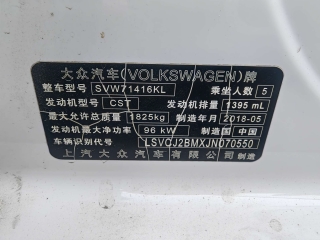 大众汽车(VOLKSWAGEN)牌
整车型号 SVW71416KL 乘坐人数 5
发动机型号 CST 发动机排量 1395 mL
最大允许总质量 1825kg 制造年月 2018-05
发动机最大净功率 96 kW 制造国 中国
车辆识别代号 LSVCJ2BMXJN070550
上汽大众汽车有限公司制造